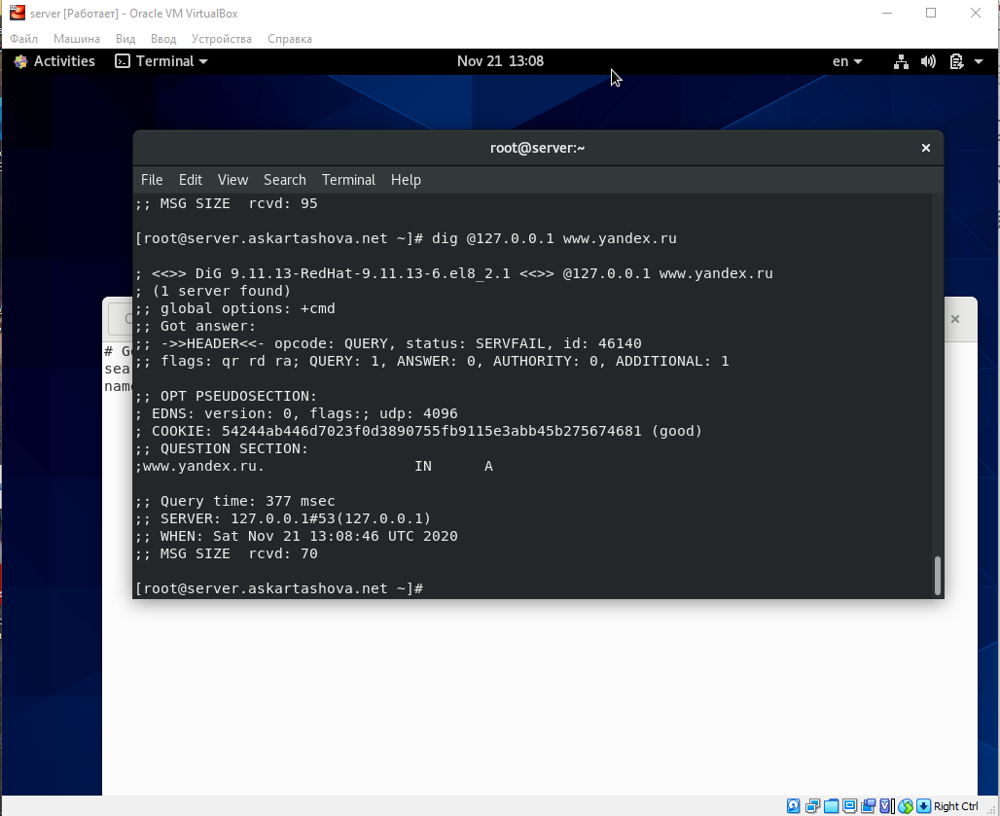 server [Работает] - Oracle VM VirtualBox
Файл Машина Вид Ввод Устройства Справка
Activities Terminal Nov 21 13:08 en
root@server:~
File Edit View Search Terminal Help
;; MSG SIZE  rcvd: 95
[root@server.askartashova.net ~]# dig @127.0.0.1 www.yandex.ru
; <<>> DiG 9.11.13-RedHat-9.11.13-6.el8_2.1 <<>> @127.0.0.1 www.yandex.ru
; (1 server found)
;; global options: +cmd
;; Got answer:
;; ->>HEADER<<- opcode: QUERY, status: SERVFAIL, id: 46140
;; flags: qr rd ra; QUERY: 1, ANSWER: 0, AUTHORITY: 0, ADDITIONAL: 1
;; OPT PSEUDOSECTION:
; EDNS: version: 0, flags:; udp: 4096
; COOKIE: 54244ab446d7023f0d3890755fb9115e3abb45b275674681 (good)
;; QUESTION SECTION:
;www.yandex.ru. IN A
;; Query time: 377 msec
;; SERVER: 127.0.0.1#53(127.0.0.1)
;; WHEN: Sat Nov 21 13:08:46 UTC 2020
;; MSG SIZE  rcvd: 70
[root@server.askartashova.net ~]#
# G
sea
nam
Right Ctrl